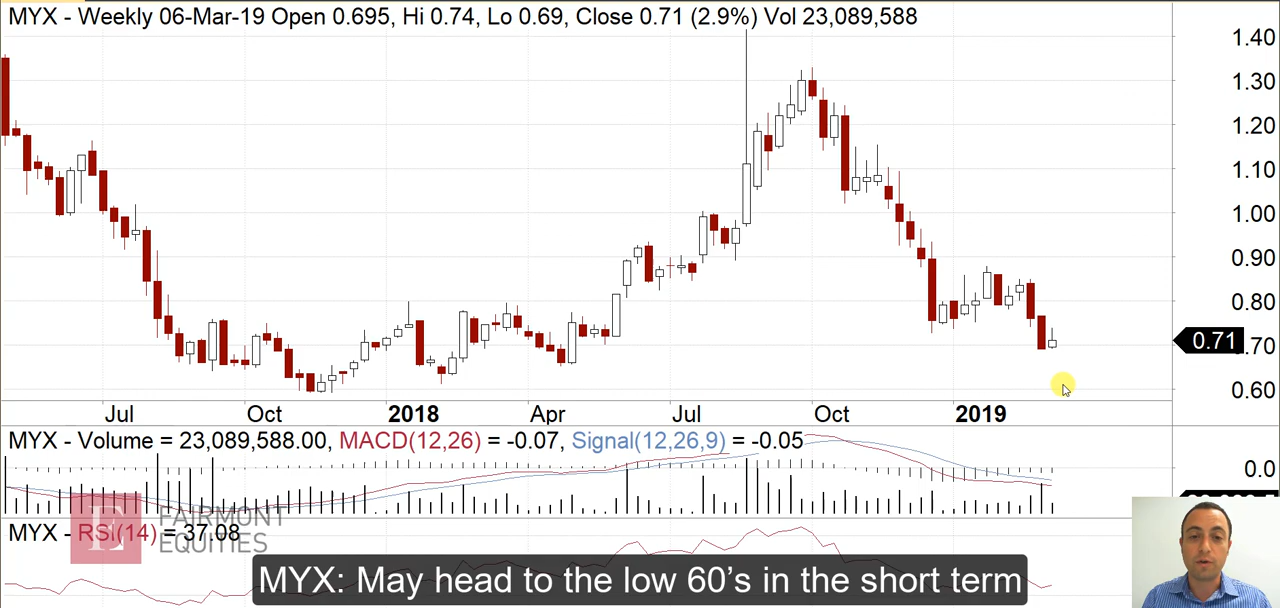 MYX - Weekly 06-Mar-19 Open 0.695, Hi 0.74, Lo 0.69, Close 0.71 (2.9%) Vol 23,089,588
1.40
1.30
1.20
1.10
1.00
0.90
0.80
0.71
0.70
0.60
Jul Oct 2018 Apr Jul Oct 2019
MYX - Volume = 23,089,588.00, MACD(12,26) = -0.07, Signal(12,26,9) = -0.05
0.0
MYX - RSI(14) = 37.08
E FAIRMONT
EQUITIES
MYX: May head to the low 60's in the short term